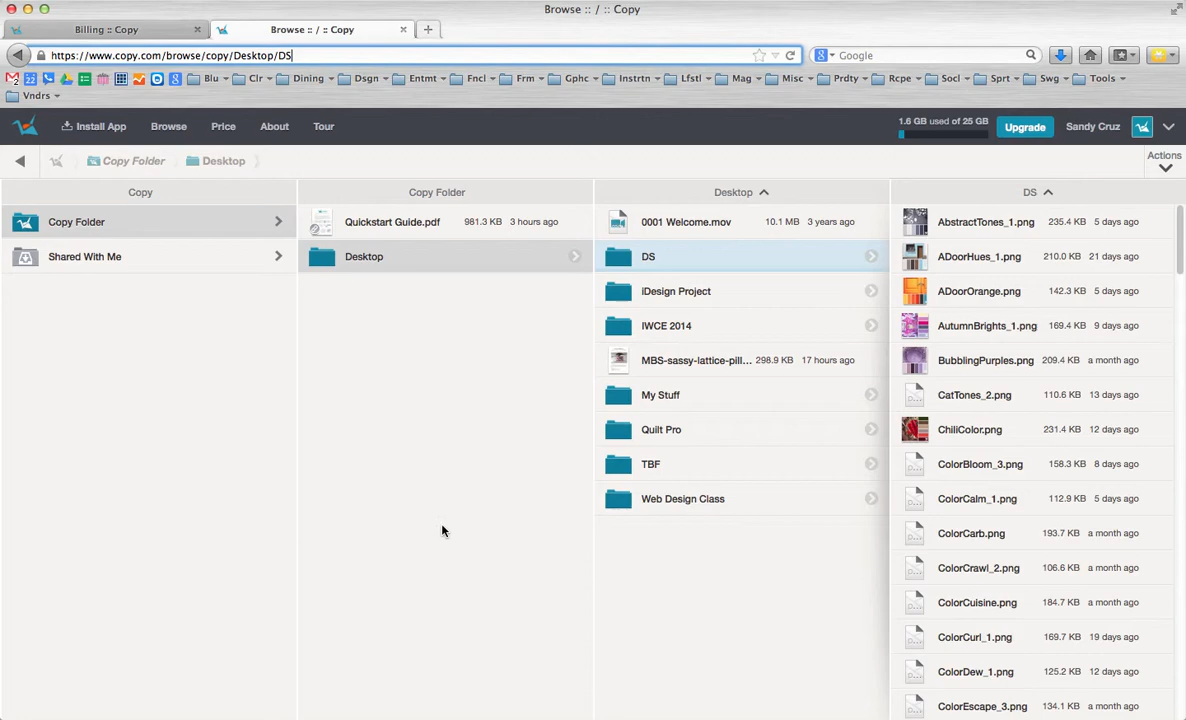 Browse :: / :: Copy
Billing :: Copy
Browse :: / :: Copy
https://www.copy.com/browse/copy/Desktop/DS
Google
Blu Clr Dining Dsgn Entmt Fncl Frm Gphc Instrtn Lfstl Mag Misc Prdty Rcpe Socl Sprt Swg Tools
Vndrs
Install App Browse Price About Tour
1.6 GB used of 25 GB
Upgrade
Sandy Cruz
Copy Folder Desktop
Actions
Copy
Copy Folder
Shared With Me
Copy Folder
Quickstart Guide.pdf 981.3 KB 3 hours ago
Desktop
Desktop
0001 Welcome.mov 10.1 MB 3 years ago
DS
iDesign Project
IWCE 2014
MBS-sassy-lattice-pill... 298.9 KB 17 hours ago
My Stuff
Quilt Pro
TBF
Web Design Class
DS
AbstractTones_1.png 235.4 KB 5 days ago
ADoorHues_1.png 210.0 KB 21 days ago
ADoorOrange.png 142.3 KB 5 days ago
AutumnBrights_1.png 169.4 KB 9 days ago
BubblingPurples.png 209.4 KB a month ago
CatTones_2.png 110.6 KB 13 days ago
ChiliColor.png 231.4 KB 12 days ago
ColorBloom_3.png 158.3 KB 8 days ago
ColorCalm_1.png 112.9 KB 5 days ago
ColorCarb.png 193.7 KB a month ago
ColorCrawl_2.png 106.6 KB a month ago
ColorCuisine.png 184.7 KB a month ago
ColorCurl_1.png 169.7 KB 19 days ago
ColorDew_1.png 125.2 KB 12 days ago
ColorEscape_3.png 134.1 KB a month ago